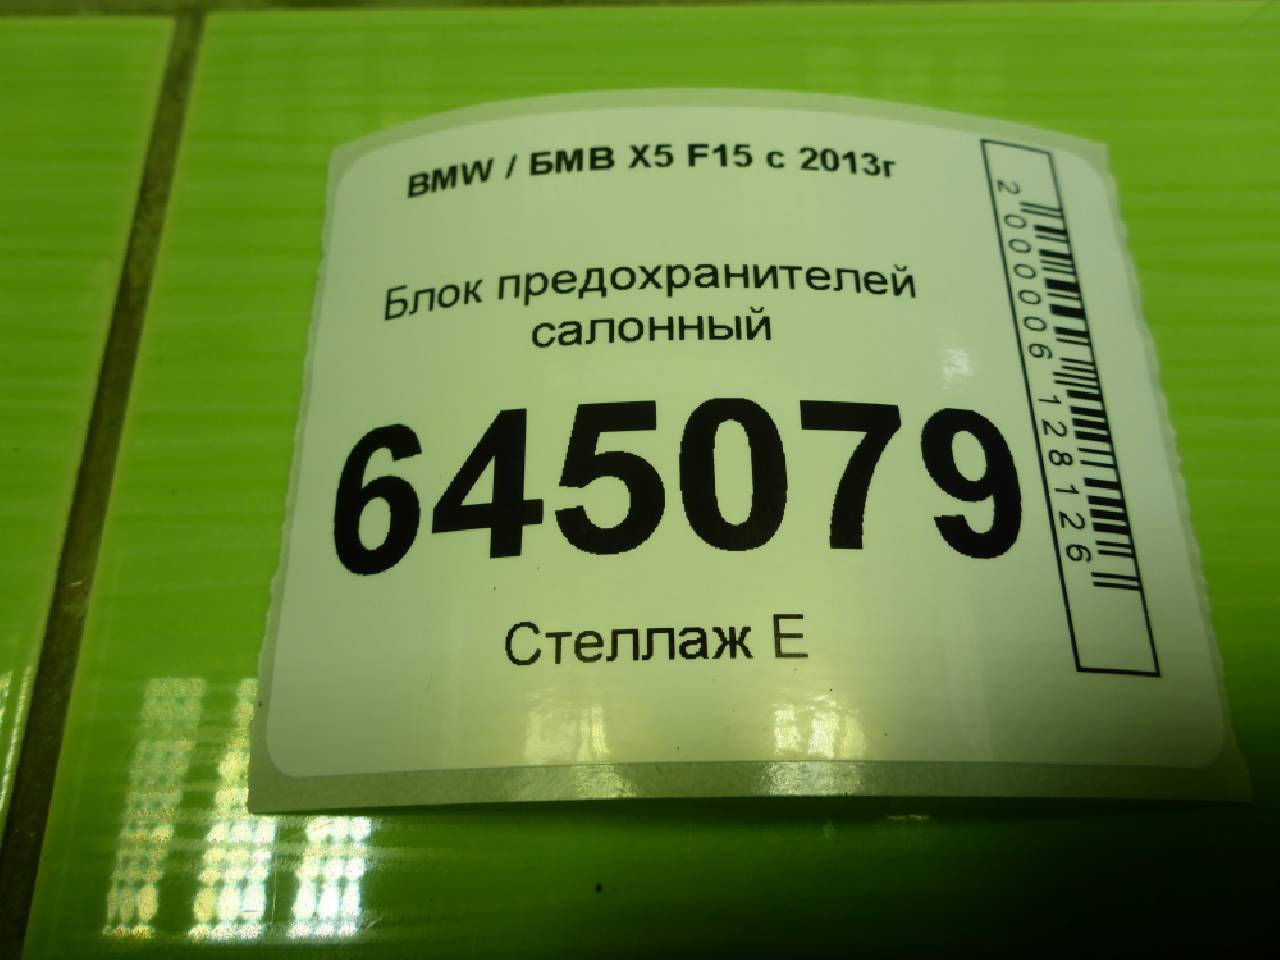 BMW / БМВ X5 F15 с 2013г
Блок предохранителей
салонный
645079
Стеллаж Е
2000006128126